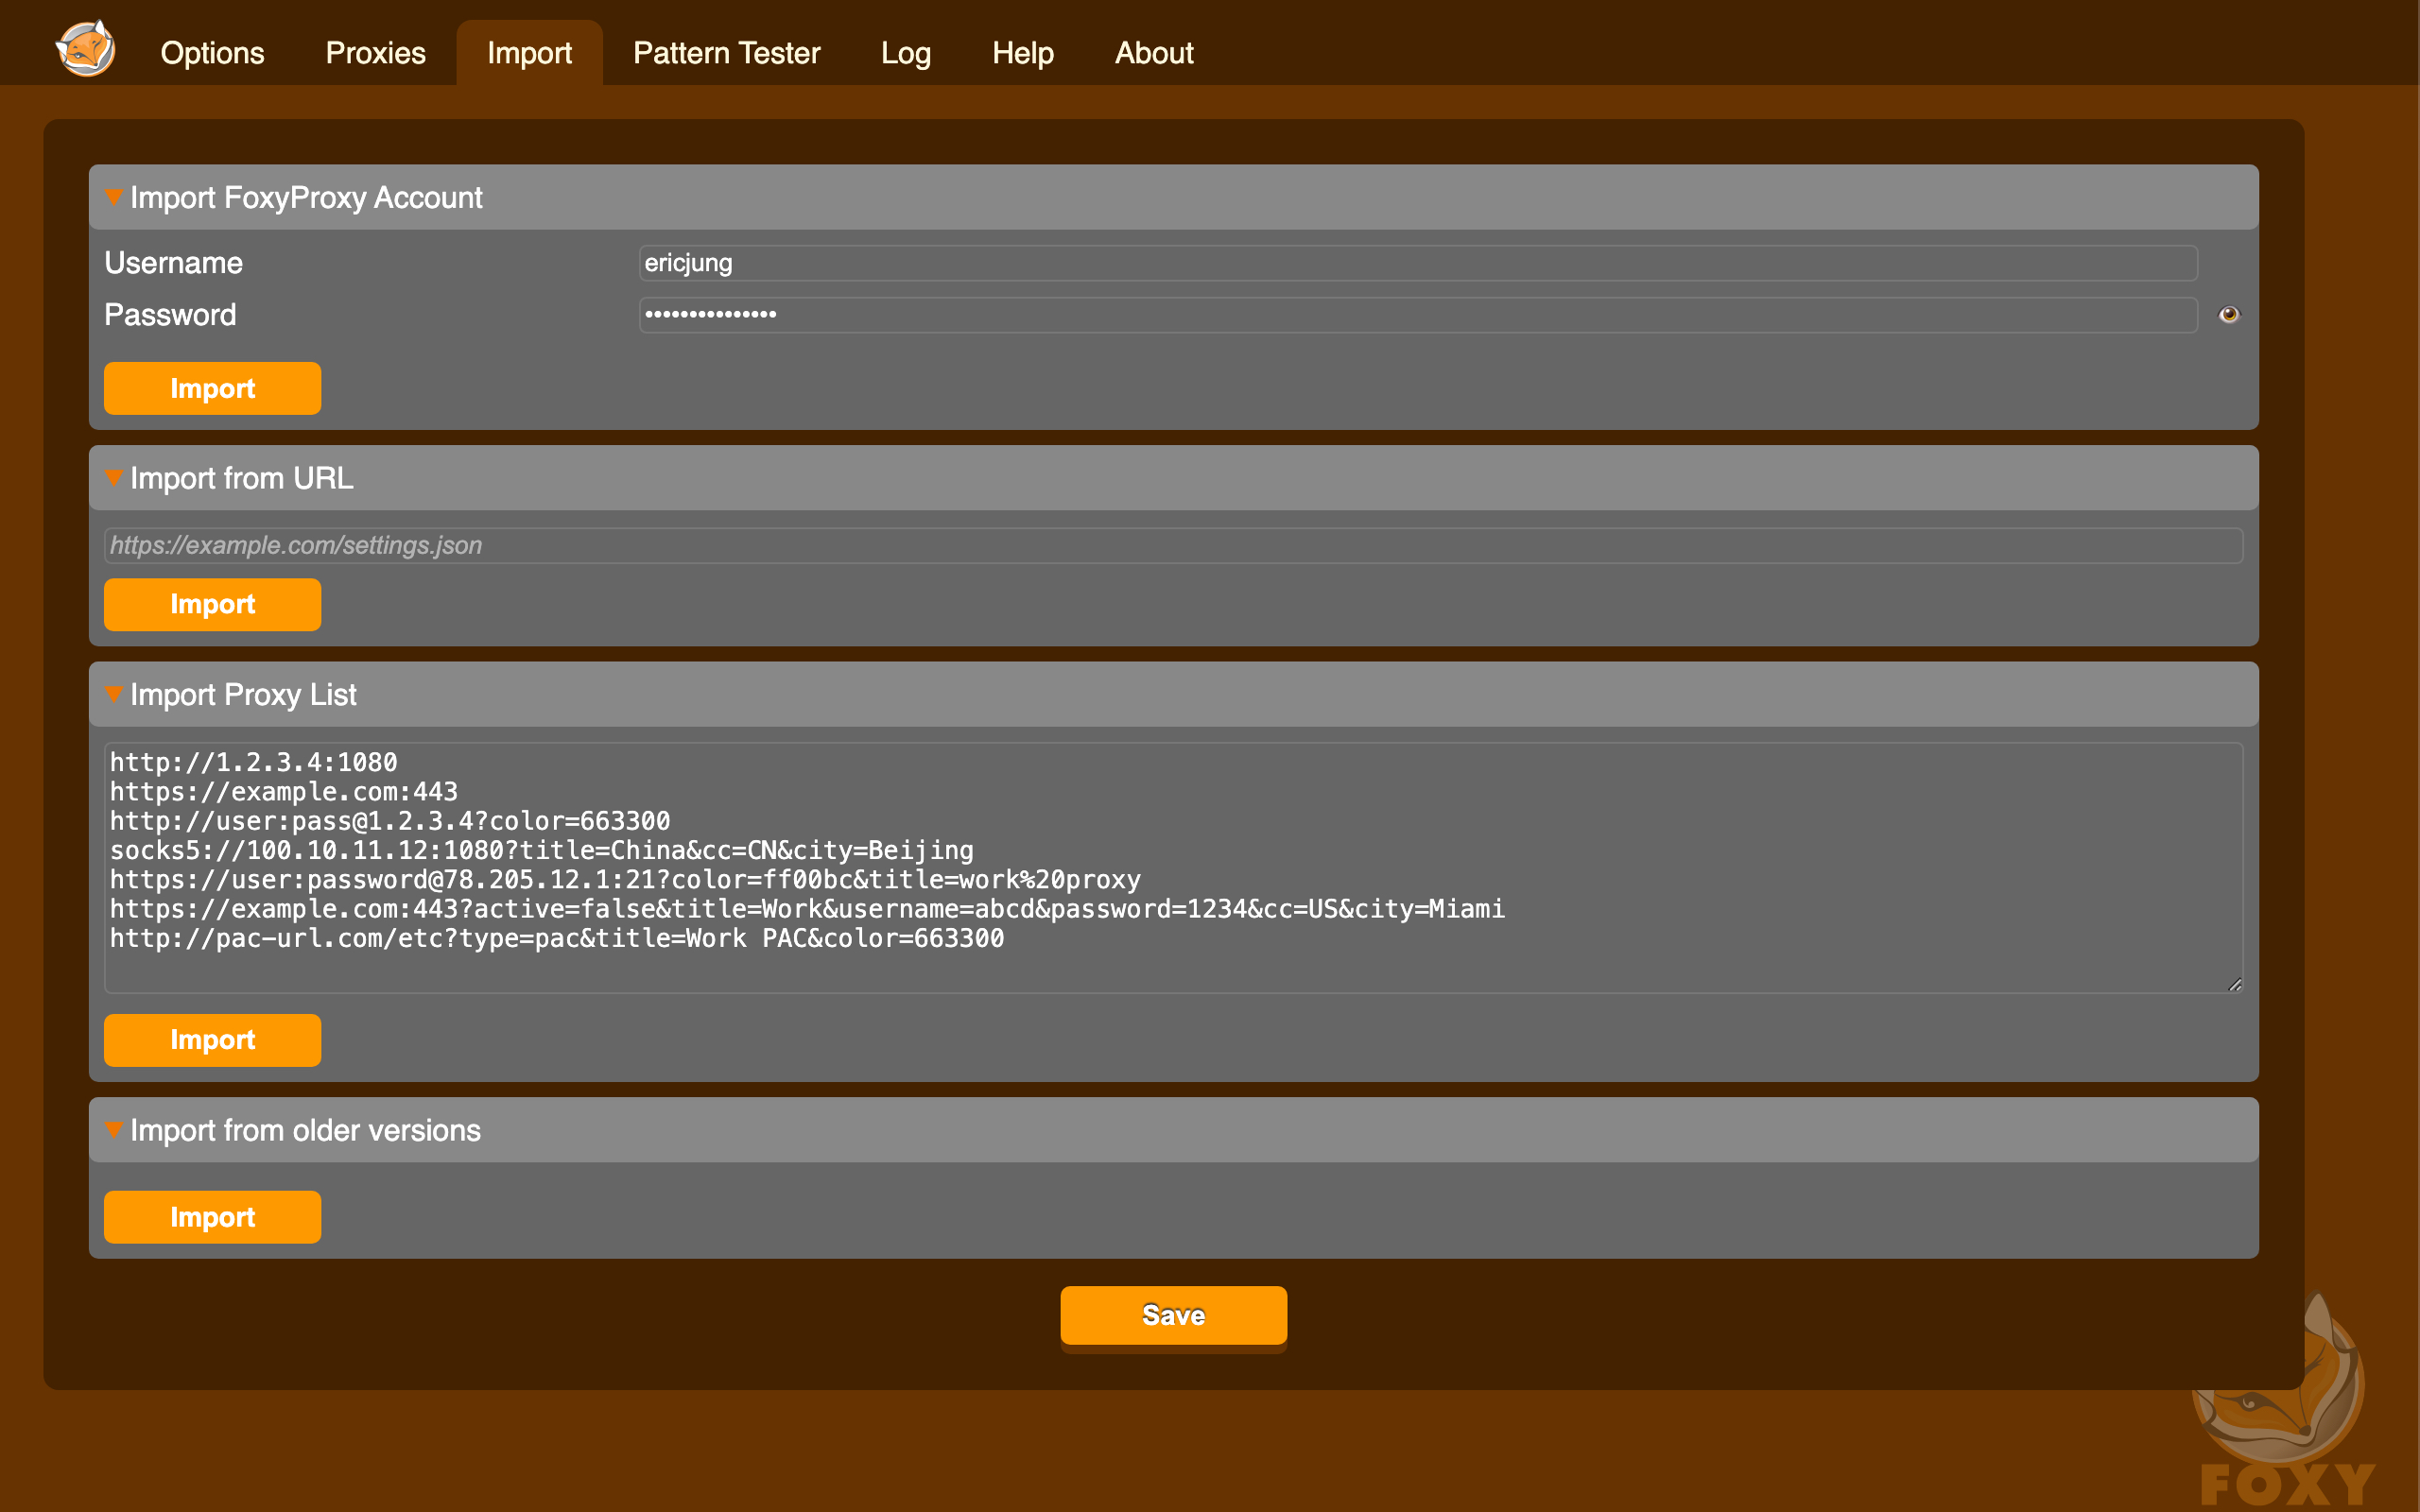 Options Proxies Import Pattern Tester Log Help About
Import FoxyProxy Account
Username ericjung
Password •••••••••••••••
Import
Import from URL
https://example.com/settings.json
Import
Import Proxy List
http://1.2.3.4:1080
https://example.com:443
http://user:pass@1.2.3.4?color=663300
socks5://100.10.11.12:1080?title=China&cc=CN&city=Beijing
https://user:password@78.205.12.1:21?color=ff00bc&title=work%20proxy
https://example.com:443?active=false&title=Work&username=abcd&password=1234&cc=US&city=Miami
http://pac-url.com/etc?type=pac&title=Work PAC&color=663300
Import
Import from older versions
Import
Save
FOXY